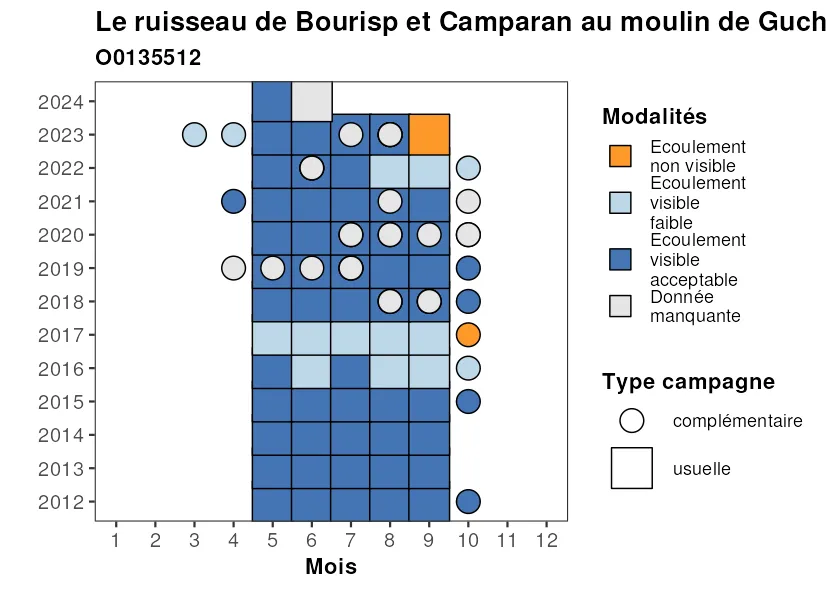 Le ruisseau de Bourisp et Camparan au moulin de Guch
O0135512
2024
2023
2022
2021
2020
2019
2018
2017
2016
2015
2014
2013
2012
1 2 3 4 5 6 7 8 9 10 11 12
Mois
Modalités
Ecoulement
non visible
Ecoulement
visible
faible
Ecoulement
visible
acceptable
Donnée
manquante
Type campagne
complémentaire
usuelle